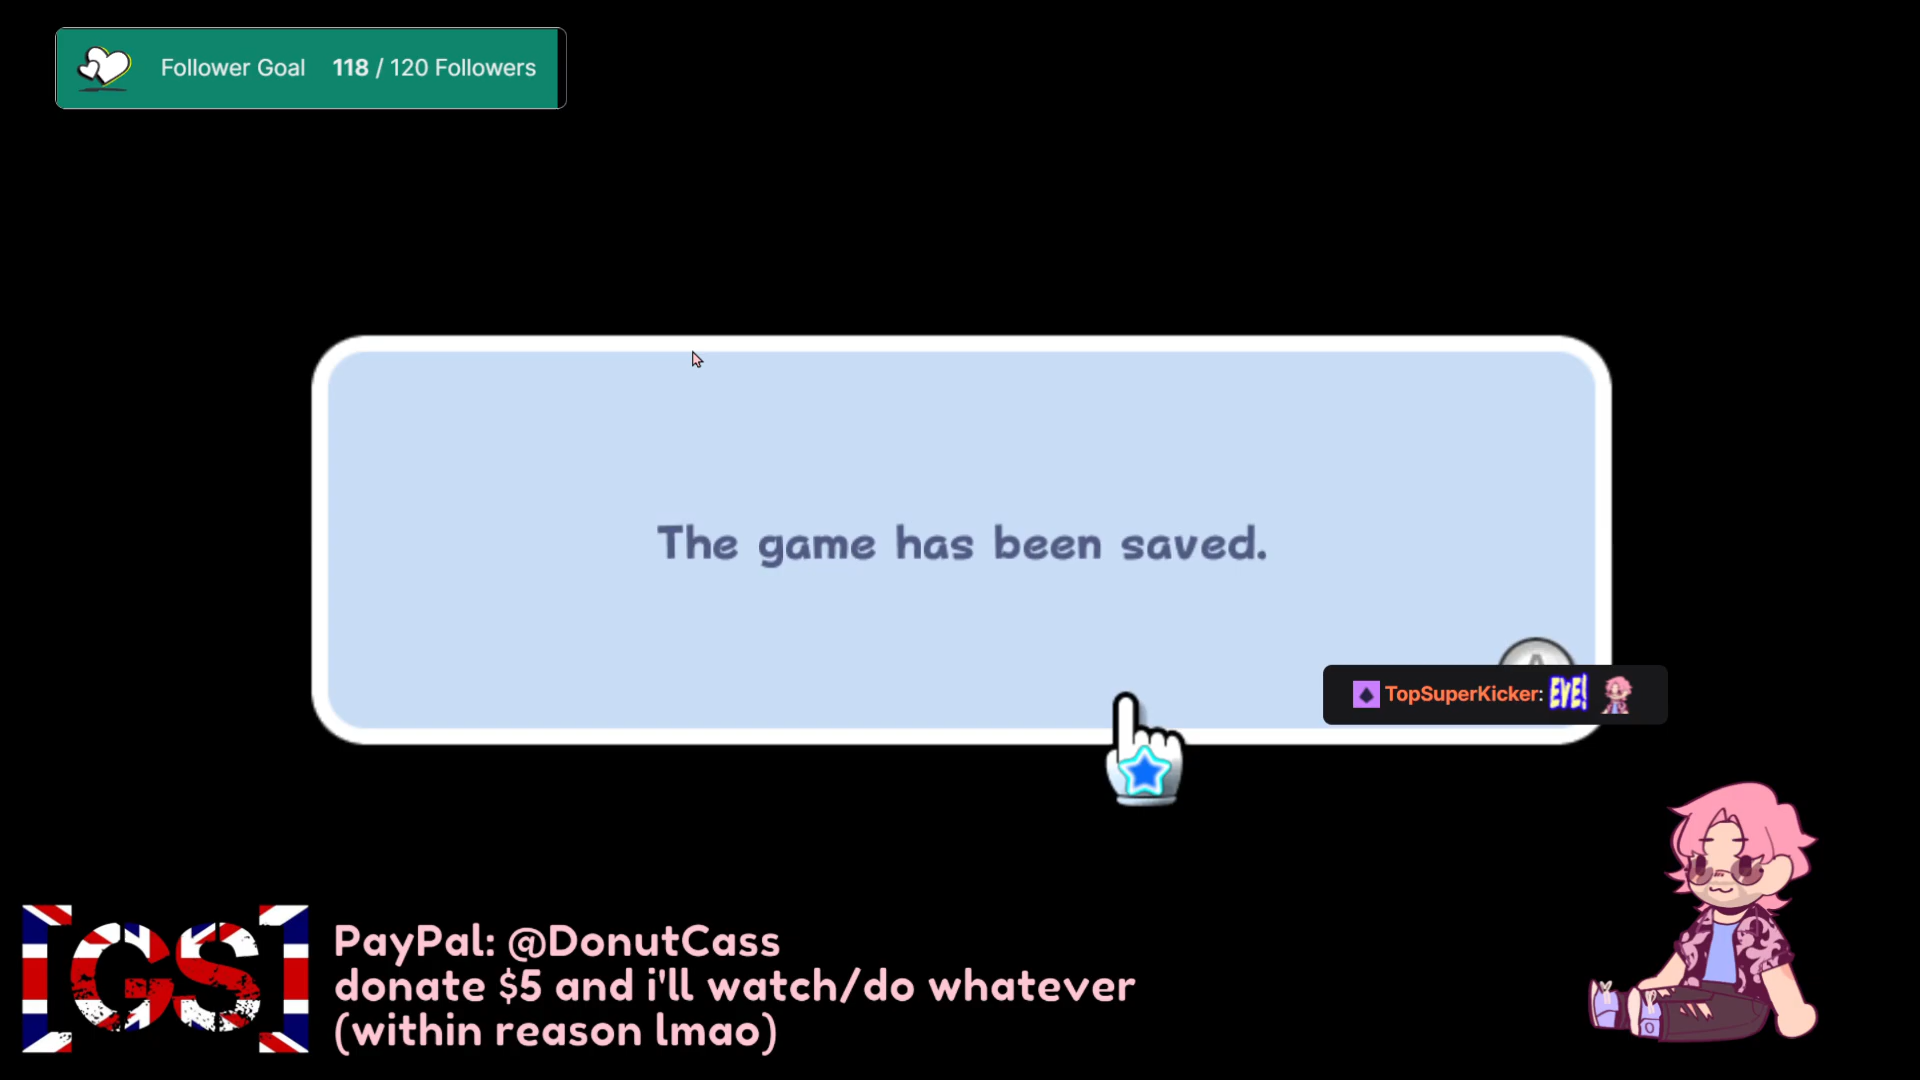 Follower Goal 118 / 120 Followers
The game has been saved.
A
TopSuperKicker: EVE!
[GS]
PayPal: @DonutCass
donate $5 and i'll watch/do whatever
(within reason lmao)